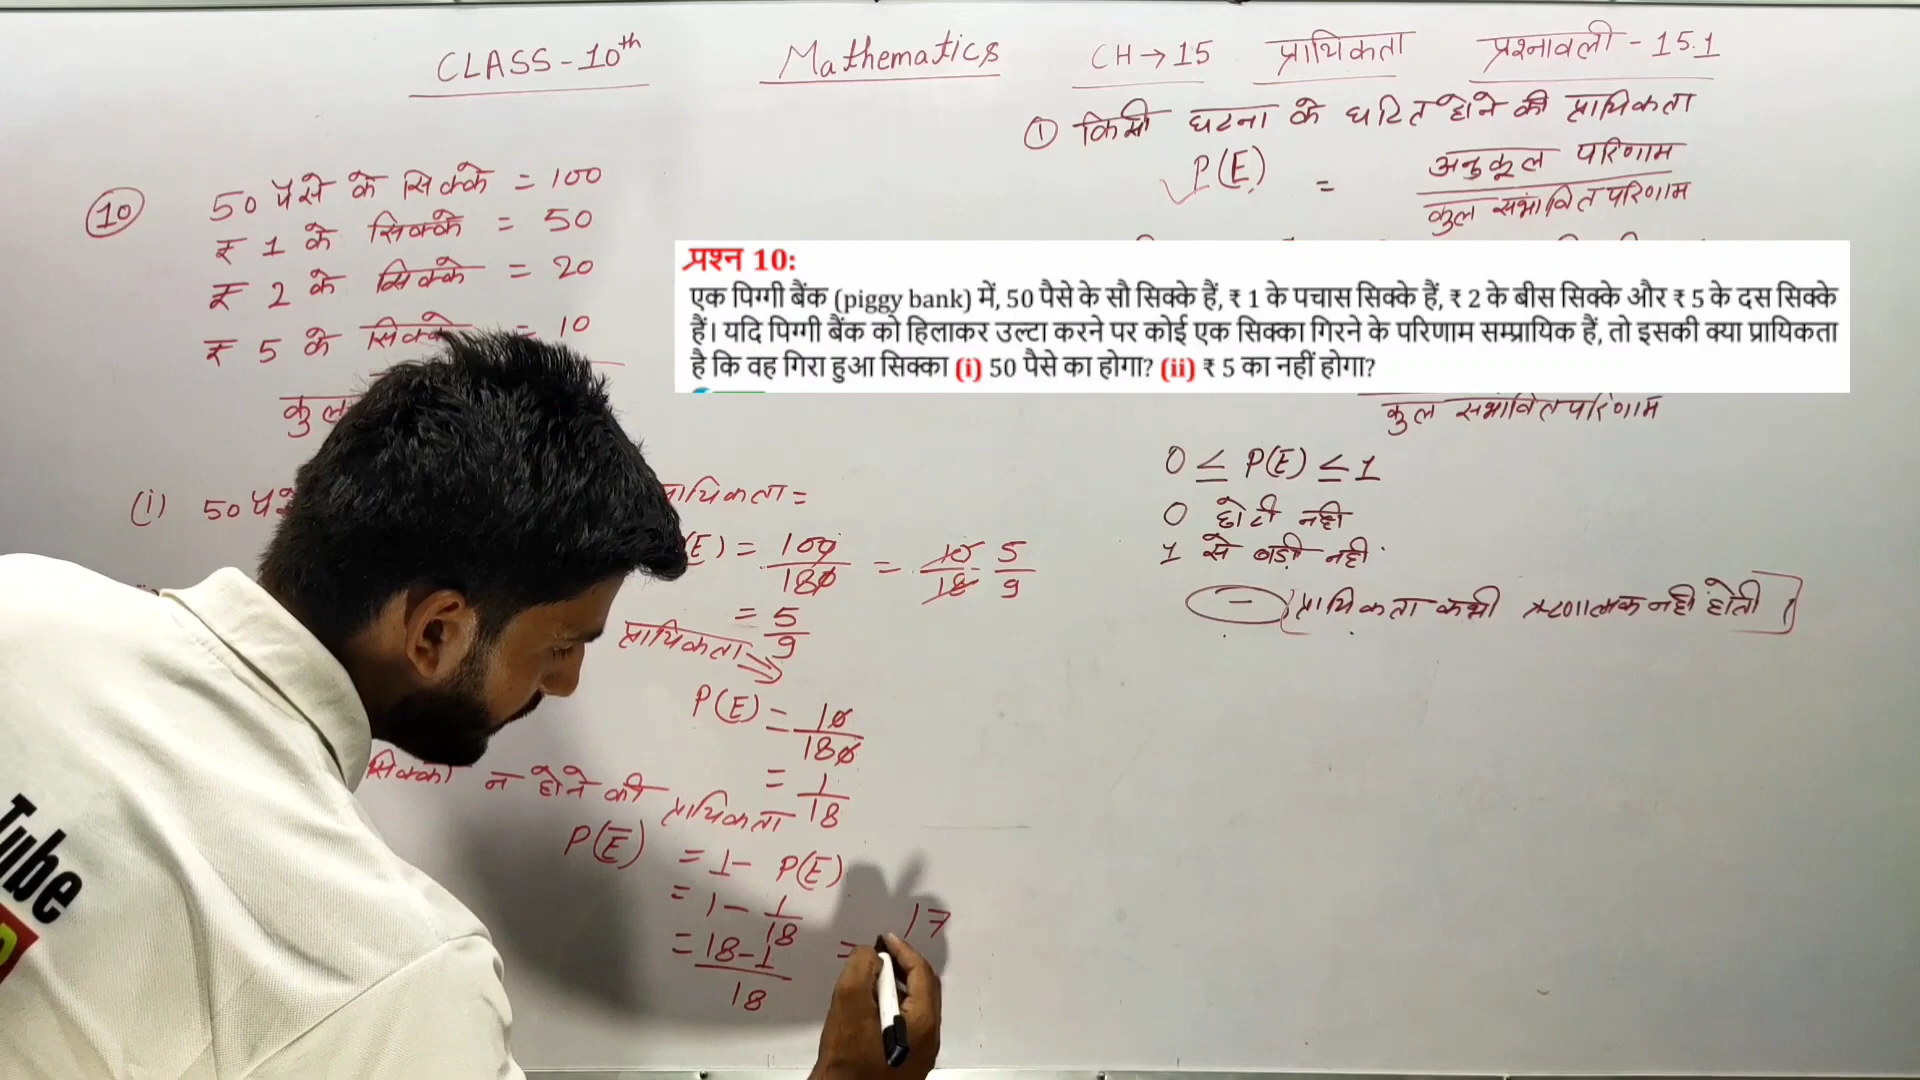 CLASS-10th Mathematics CH→15 प्रायिकता प्रश्नावली-15.1
① किसी घटना के घटित होने की प्रायिकता
P(E) = अनुकूल परिणाम
कुल संभावित परिणाम
10
50 पैसे के सिक्के = 100
₹ 1 के सिक्के = 50
₹ 2 के सिक्के = 20
₹ 5 के सिक्के = 10
कुल
प्रश्न 10:
एक पिग्गी बैंक (piggy bank) में, 50 पैसे के सौ सिक्के हैं, ₹ 1 के पचास सिक्के हैं, ₹ 2 के बीस सिक्के और ₹ 5 के दस सिक्के
हैं। यदि पिग्गी बैंक को हिलाकर उल्टा करने पर कोई एक सिक्का गिरने के परिणाम सम्प्रायिक हैं, तो इसकी क्या प्रायिकता
है कि वह गिरा हुआ सिक्का (i) 50 पैसे का होगा? (ii) ₹ 5 का नहीं होगा?
कुल संभावित परिणाम
0 ≤ P(E) ≤ 1
0 छोटी नही
1 से बड़ी नही
- [प्रायिकता कभी ऋणात्मक नही होती]
(i) 50 पैसे
(E) = 100/180 = 10/18 5/9
= 5/9
प्रायिकता ⇒
P(E) = 10/180
= 1/18
सिक्का न होने की प्रायिकता
P(E̅) = 1 - P(E)
= 1 - 1/18
= 18-1/18 = 17
Tube